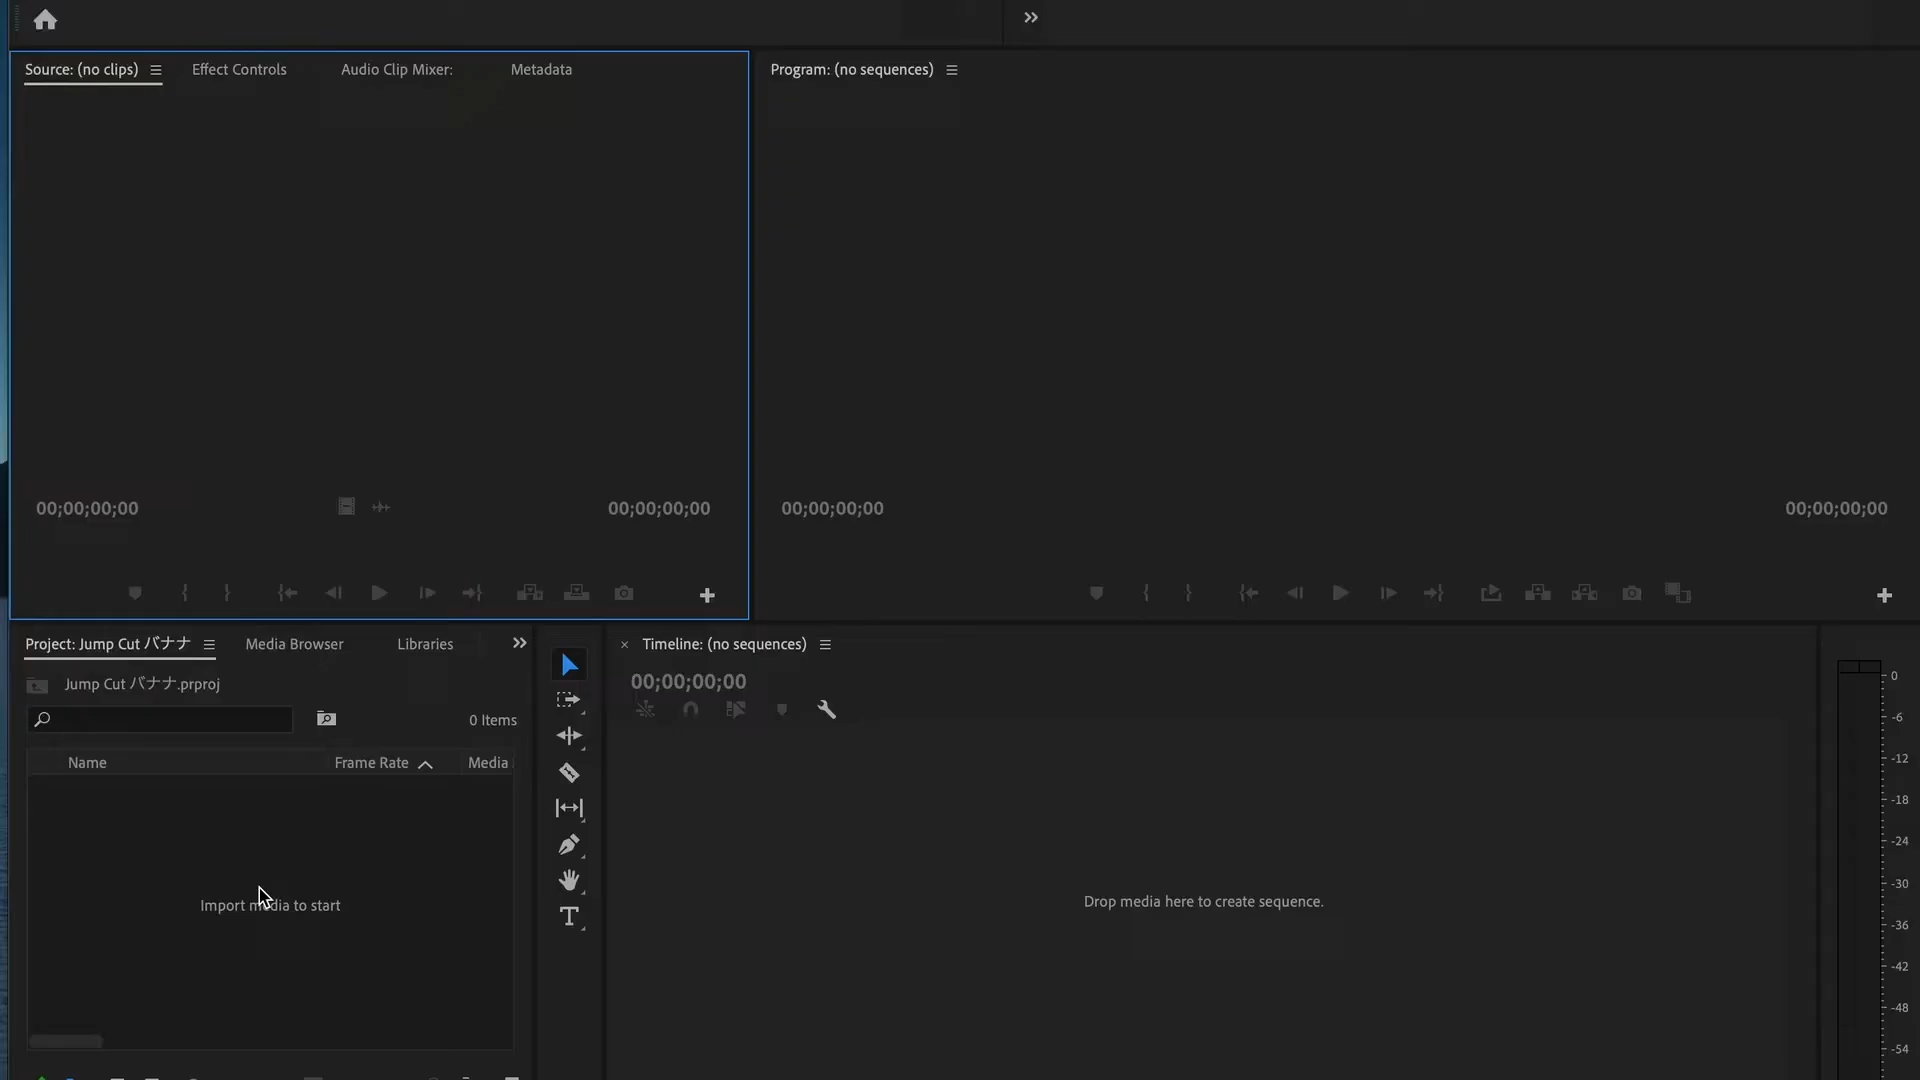 Source: (no clips)
Effect Controls
Audio Clip Mixer:
Metadata
Program: (no sequences)
00;00;00;00
00;00;00;00
00;00;00;00
00;00;00;00
Project: Jump Cut バナナ
Media Browser
Libraries
Timeline: (no sequences)
00;00;00;00
Jump Cut バナナ.prproj
0 Items
Name
Frame Rate
Media
Import media to start
Drop media here to create sequence.
0
-6
-12
-18
-24
-30
-36
-42
-48
-54